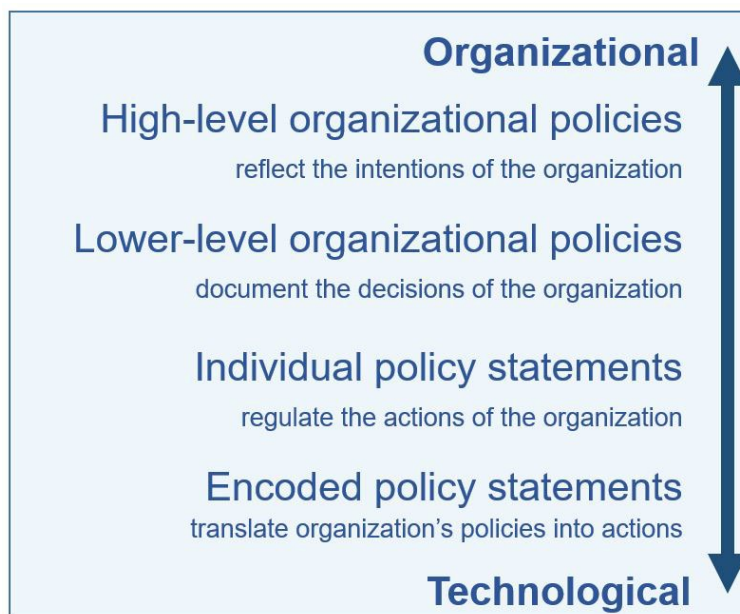 Organizational
High-level organizational policies
reflect the intentions of the organization
Lower-level organizational policies
document the decisions of the organization
Individual policy statements
regulate the actions of the organization
Encoded policy statements
translate organization’s policies into actions
Technological